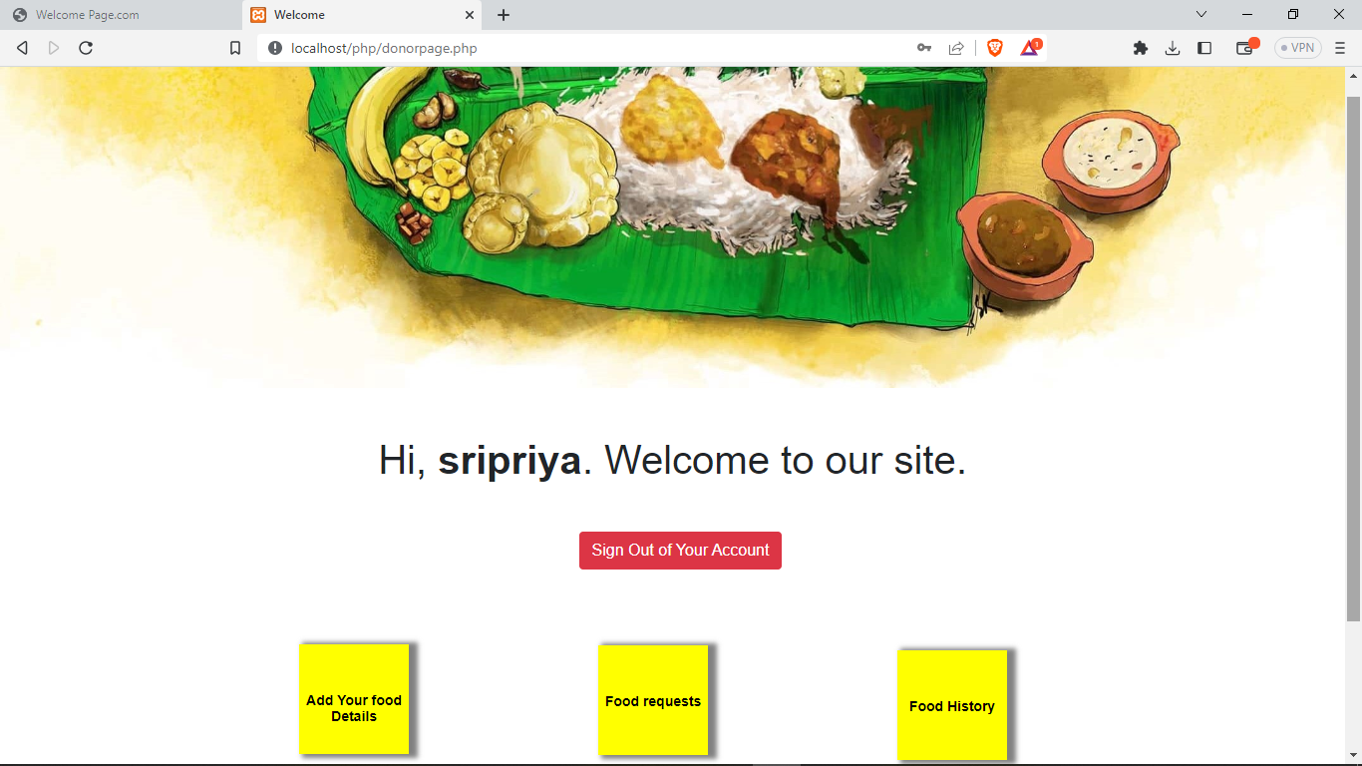 Welcome Page.com
Welcome
localhost/php/donorpage.php
1
VPN
Hi, sripriya. Welcome to our site.
Sign Out of Your Account
Add Your food
Details
Food requests
Food History